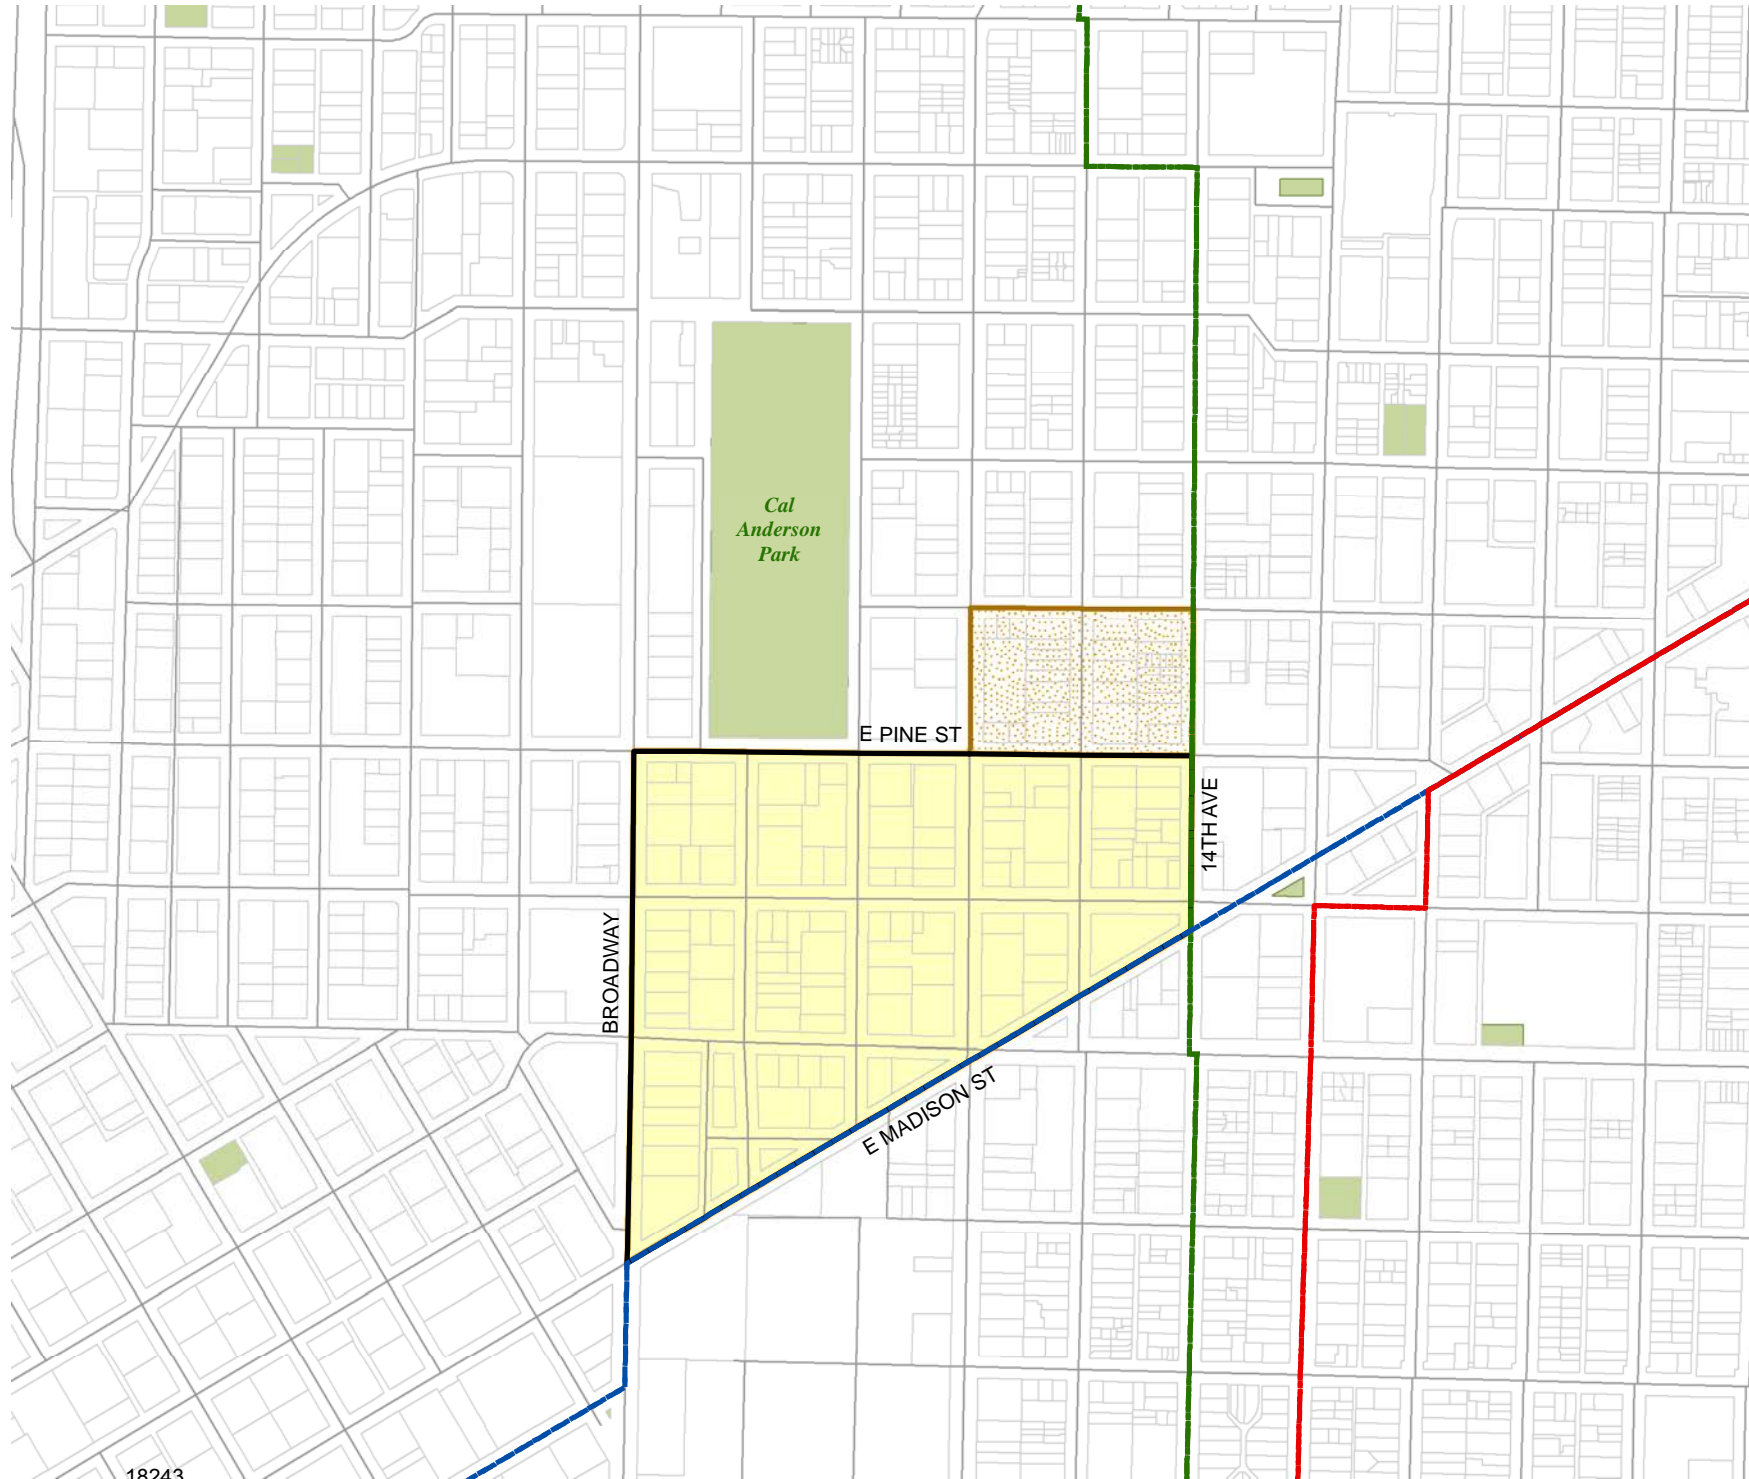 Cal
Anderson
Park
E PINE ST
14TH AVE
BROADWAY
E MADISON ST
18243